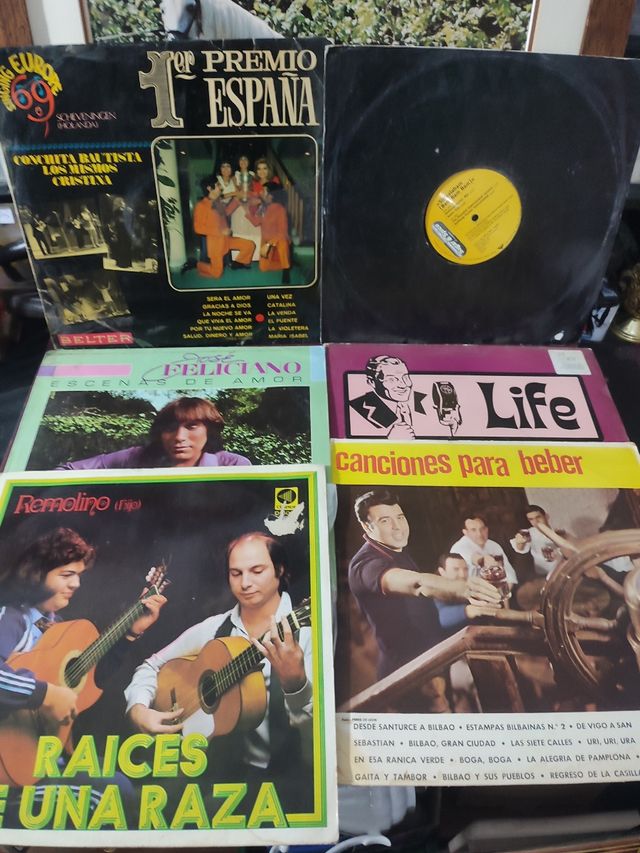 SINGING EUROPE
69
SCHEVENINGEN
(HOLANDA)
1er PREMIO
ESPAÑA
CONCHITA BAUTISTA
LOS MISMOS
CRISTINA
SERA EL AMOR
GRACIAS A DIOS
LA NOCHE SE VA
QUE VIVA EL AMOR
POR TU NUEVO AMOR
SALUD, DINERO Y AMOR
UNA VEZ
CATALINA
LA VENDA
EL PUENTE
LA VIOLETERA
MARIA ISABEL
BELTER
José
FELICIANO
ESCENAS DE AMOR
Life
Remolino (Hijo)
RAICES
E UNA RAZA
canciones para beber
DESDE SANTURCE A BILBAO • ESTAMPAS BILBAINAS N.º 2 • DE VIGO A SAN
SEBASTIAN • BILBAO, GRAN CIUDAD • LAS SIETE CALLES • URI, URI, URA
EN ESA RANICA VERDE • BOGA, BOGA • LA ALEGRIA DE PAMPLONA •
GAITA Y TAMBOR • BILBAO Y SUS PUEBLOS • REGRESO DE LA CASILL